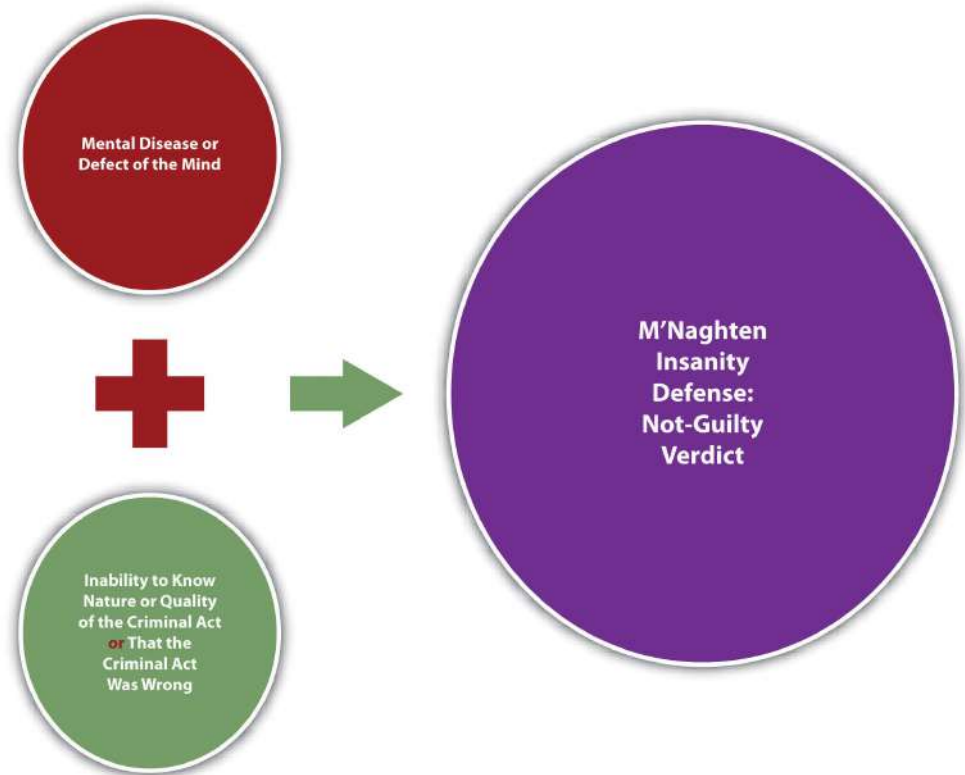 Mental Disease or
Defect of the Mind
Inability to Know
Nature or Quality
of the Criminal Act
or That the
Criminal Act
Was Wrong
M’Naghten
Insanity
Defense:
Not-Guilty
Verdict